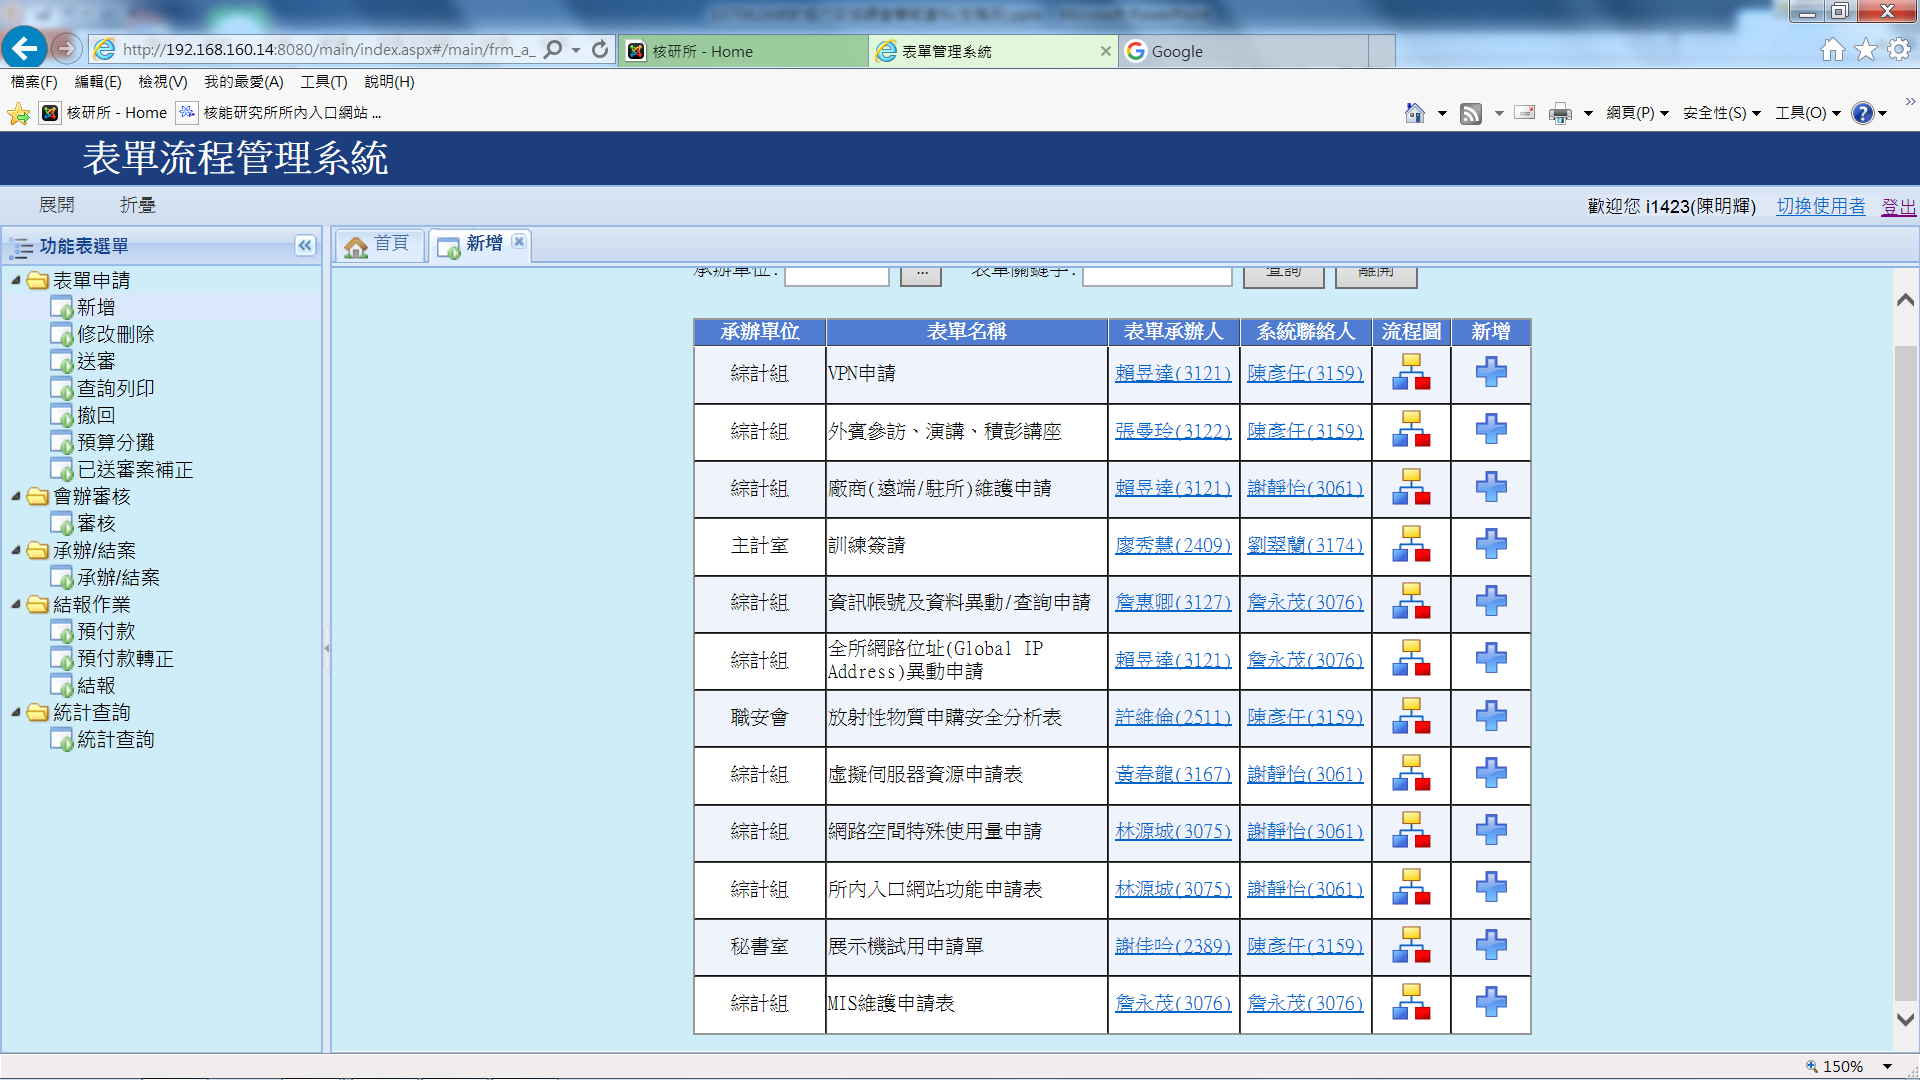 http://192.168.160.14:8080/main/index.aspx#/main/frm_a_
核研所 - Home
表單管理系統
Google
檔案(F) 編輯(E) 檢視(V) 我的最愛(A) 工具(T) 說明(H)
核研所 - Home 核能研究所所內入口網站 ...
網頁(P) 安全性(S) 工具(O)
表單流程管理系統
展開 折疊
歡迎您 i1423(陳明輝) 切換使用者 登出
功能表選單
首頁 新增
表單申請
新增
修改刪除
送審
查詢列印
撤回
預算分攤
已送審案補正
會辦審核
審核
承辦/結案
承辦/結案
結報作業
預付款
預付款轉正
結報
統計查詢
統計查詢
承辦單位: ... 表單關鍵字: 查詢 離開
承辦單位 表單名稱 表單承辦人 系統聯絡人 流程圖 新增
綜計組 VPN申請 賴昱達(3121) 陳彥任(3159)
綜計組 外賓參訪、演講、積彭講座 張曼玲(3122) 陳彥任(3159)
綜計組 廠商(遠端/駐所)維護申請 賴昱達(3121) 謝靜怡(3061)
主計室 訓練簽請 廖秀慧(2409) 劉翠蘭(3174)
綜計組 資訊帳號及資料異動/查詢申請 詹惠卿(3127) 詹永茂(3076)
綜計組 全所網路位址(Global IP Address)異動申請 賴昱達(3121) 詹永茂(3076)
職安會 放射性物質申購安全分析表 許維倫(2511) 陳彥任(3159)
綜計組 虛擬伺服器資源申請表 黃春龍(3167) 謝靜怡(3061)
綜計組 網路空間特殊使用量申請 林源城(3075) 謝靜怡(3061)
綜計組 所內入口網站功能申請表 林源城(3075) 謝靜怡(3061)
秘書室 展示機試用申請單 謝佳吟(2389) 陳彥任(3159)
綜計組 MIS維護申請表 詹永茂(3076) 詹永茂(3076)
150%